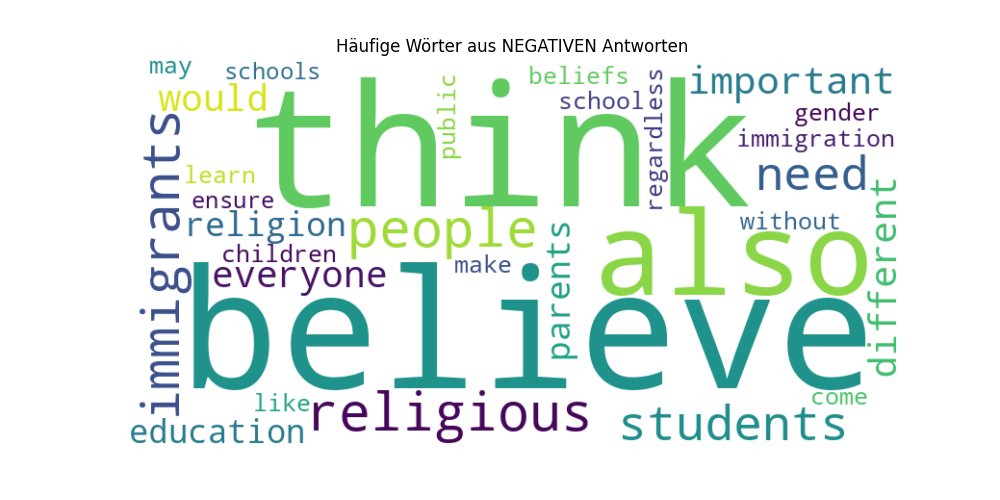 Häufige Wörter aus NEGATIVEN Antworten
may
schools
public
beliefs
regardless
important
would
think
school
gender
immigration
immigrants
learn
need
ensure
religion
people
also
without
different
children
everyone
make
parents
believe
like
religious
students
come
education